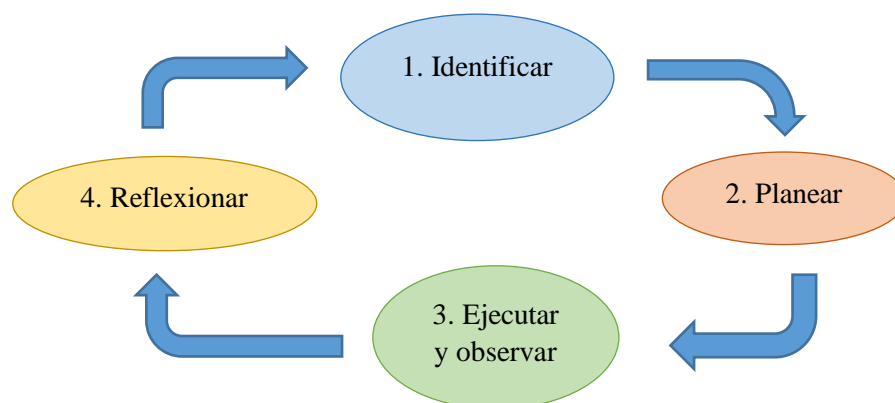 1. Identificar
2. Planear
3. Ejecutar
y observar
4. Reflexionar